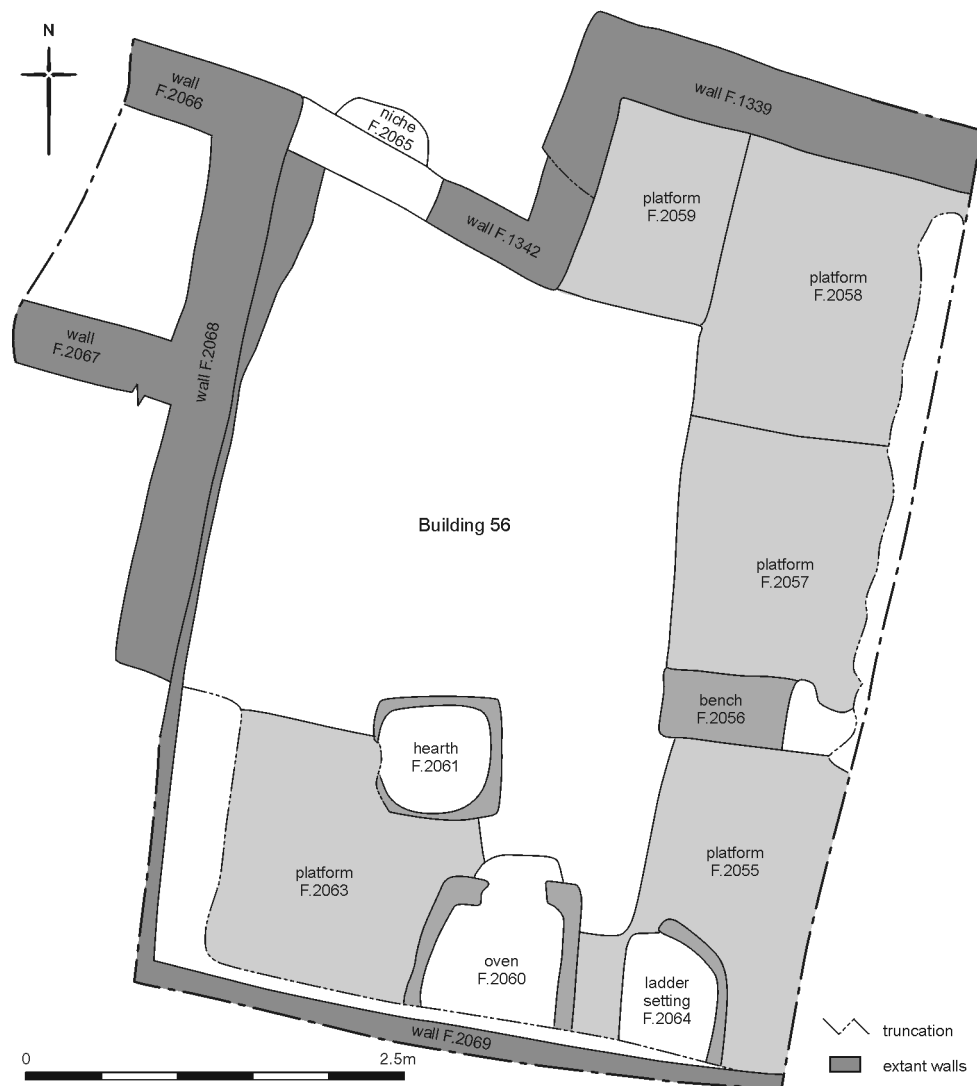 N
wall
F.2066
niche
F.2065
wall F.1339
platform
F.2059
wall F.1342
platform
F.2058
wall
F.2067
wall F.2068
Building 56
platform
F.2057
bench
F.2056
hearth
F.2061
platform
F.2063
platform
F.2055
oven
F.2060
ladder
setting
F.2064
wall F.2069
truncation
extant walls
0
2.5m